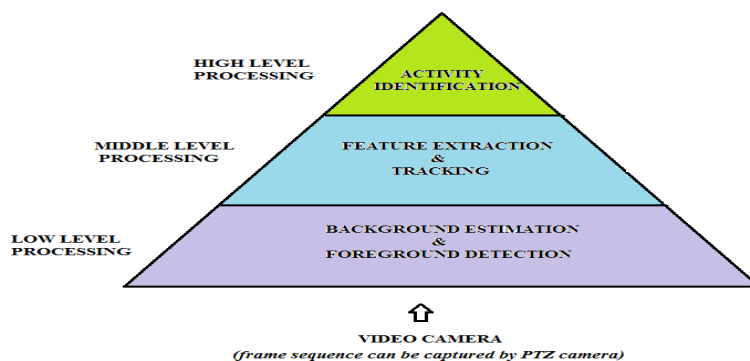 HIGH LEVEL
PROCESSING
ACTIVITY
IDENTIFICATION
MIDDLE LEVEL
PROCESSING
FEATURE EXTRACTION
&
TRACKING
LOW LEVEL
PROCESSING
BACKGROUND ESTIMATION
&
FOREGROUND DETECTION
VIDEO CAMERA
(frame sequence can be captured by PTZ camera)